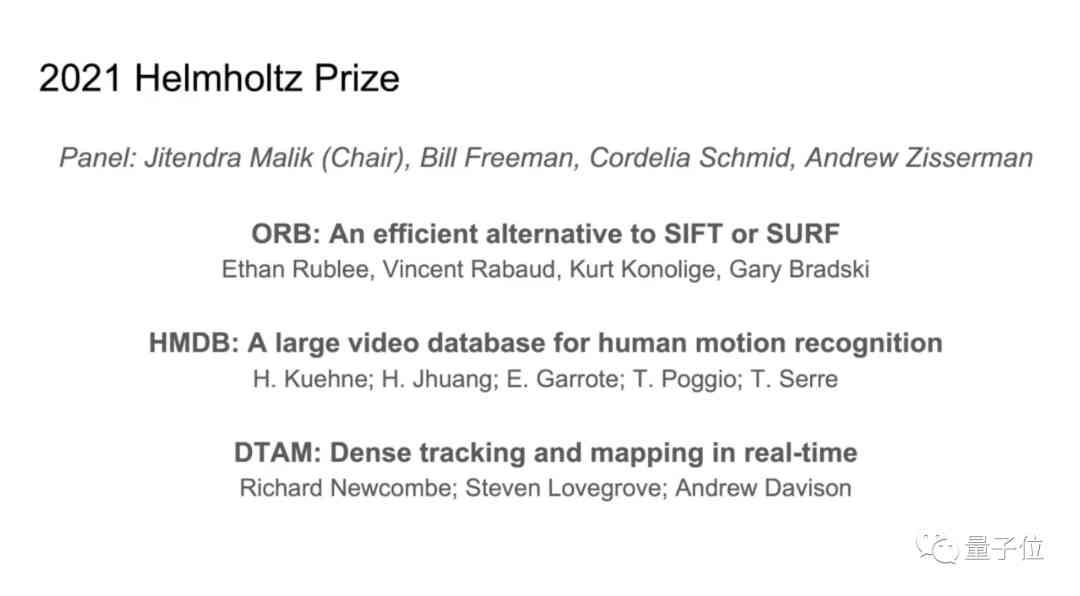 2021 Helmholtz Prize
Panel: Jitendra Malik (Chair), Bill Freeman, Cordelia Schmid, Andrew Zisserman
ORB: An efficient alternative to SIFT or SURF
Ethan Rublee, Vincent Rabaud, Kurt Konolige, Gary Bradski
HMDB: A large video database for human motion recognition
H. Kuehne; H. Jhuang; E. Garrote; T. Poggio; T. Serre
DTAM: Dense tracking and mapping in real-time
Richard Newcombe; Steven Lovegrove; Andrew Davison
量子位